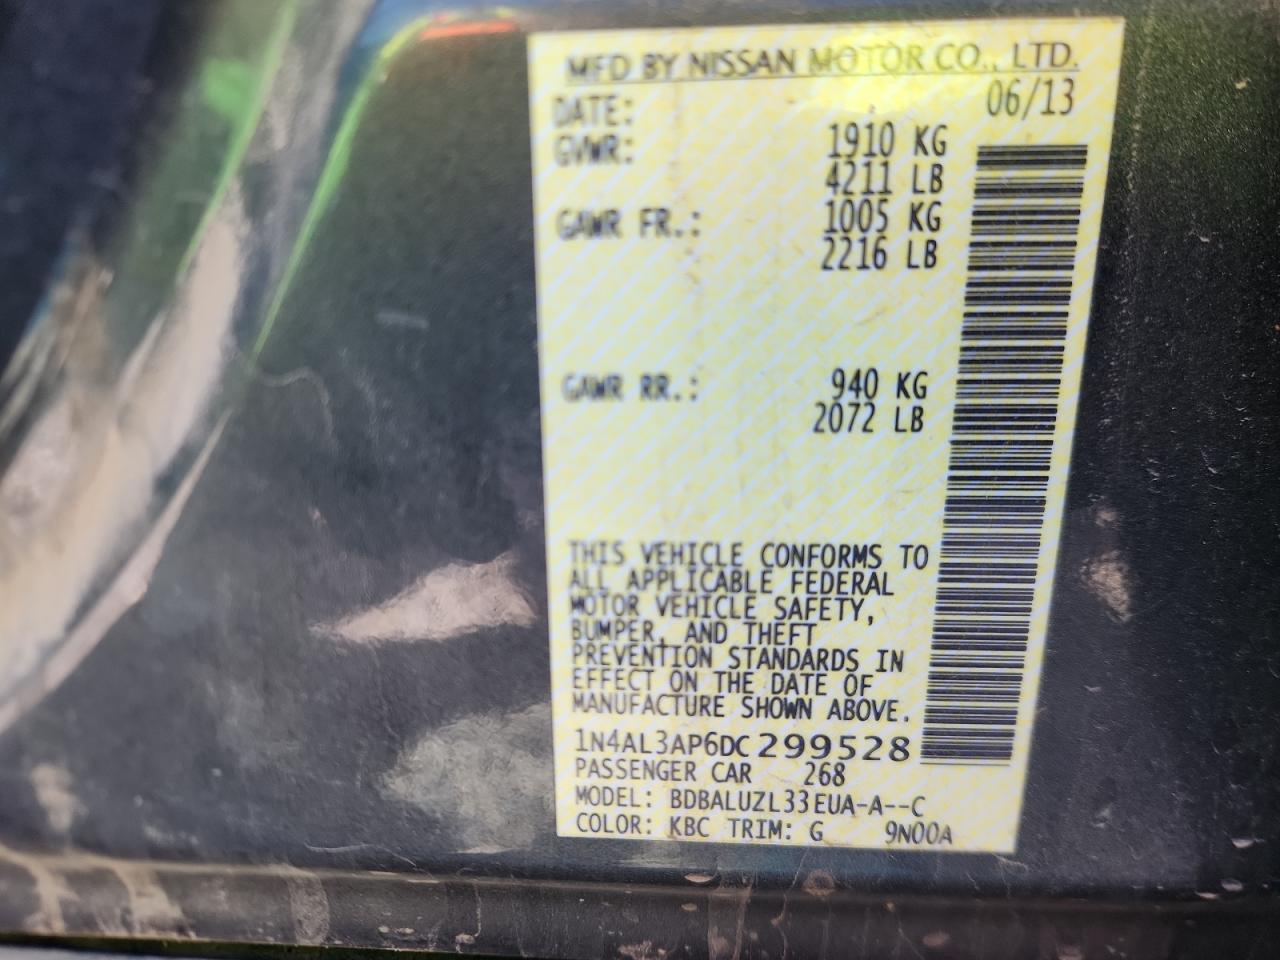 MFD BY NISSAN MOTOR CO., LTD.
DATE: 06/13
GVWR: 1910 KG
4211 LB
GAWR FR.: 1005 KG
2216 LB
GAWR RR.: 940 KG
2072 LB
THIS VEHICLE CONFORMS TO
ALL APPLICABLE FEDERAL
MOTOR VEHICLE SAFETY,
BUMPER, AND THEFT
PREVENTION STANDARDS IN
EFFECT ON THE DATE OF
MANUFACTURE SHOWN ABOVE.
1N4AL3AP6DC299528
PASSENGER CAR 268
MODEL: BDBALUZL33EUA-A--C
COLOR: KBC TRIM: G 9N00A